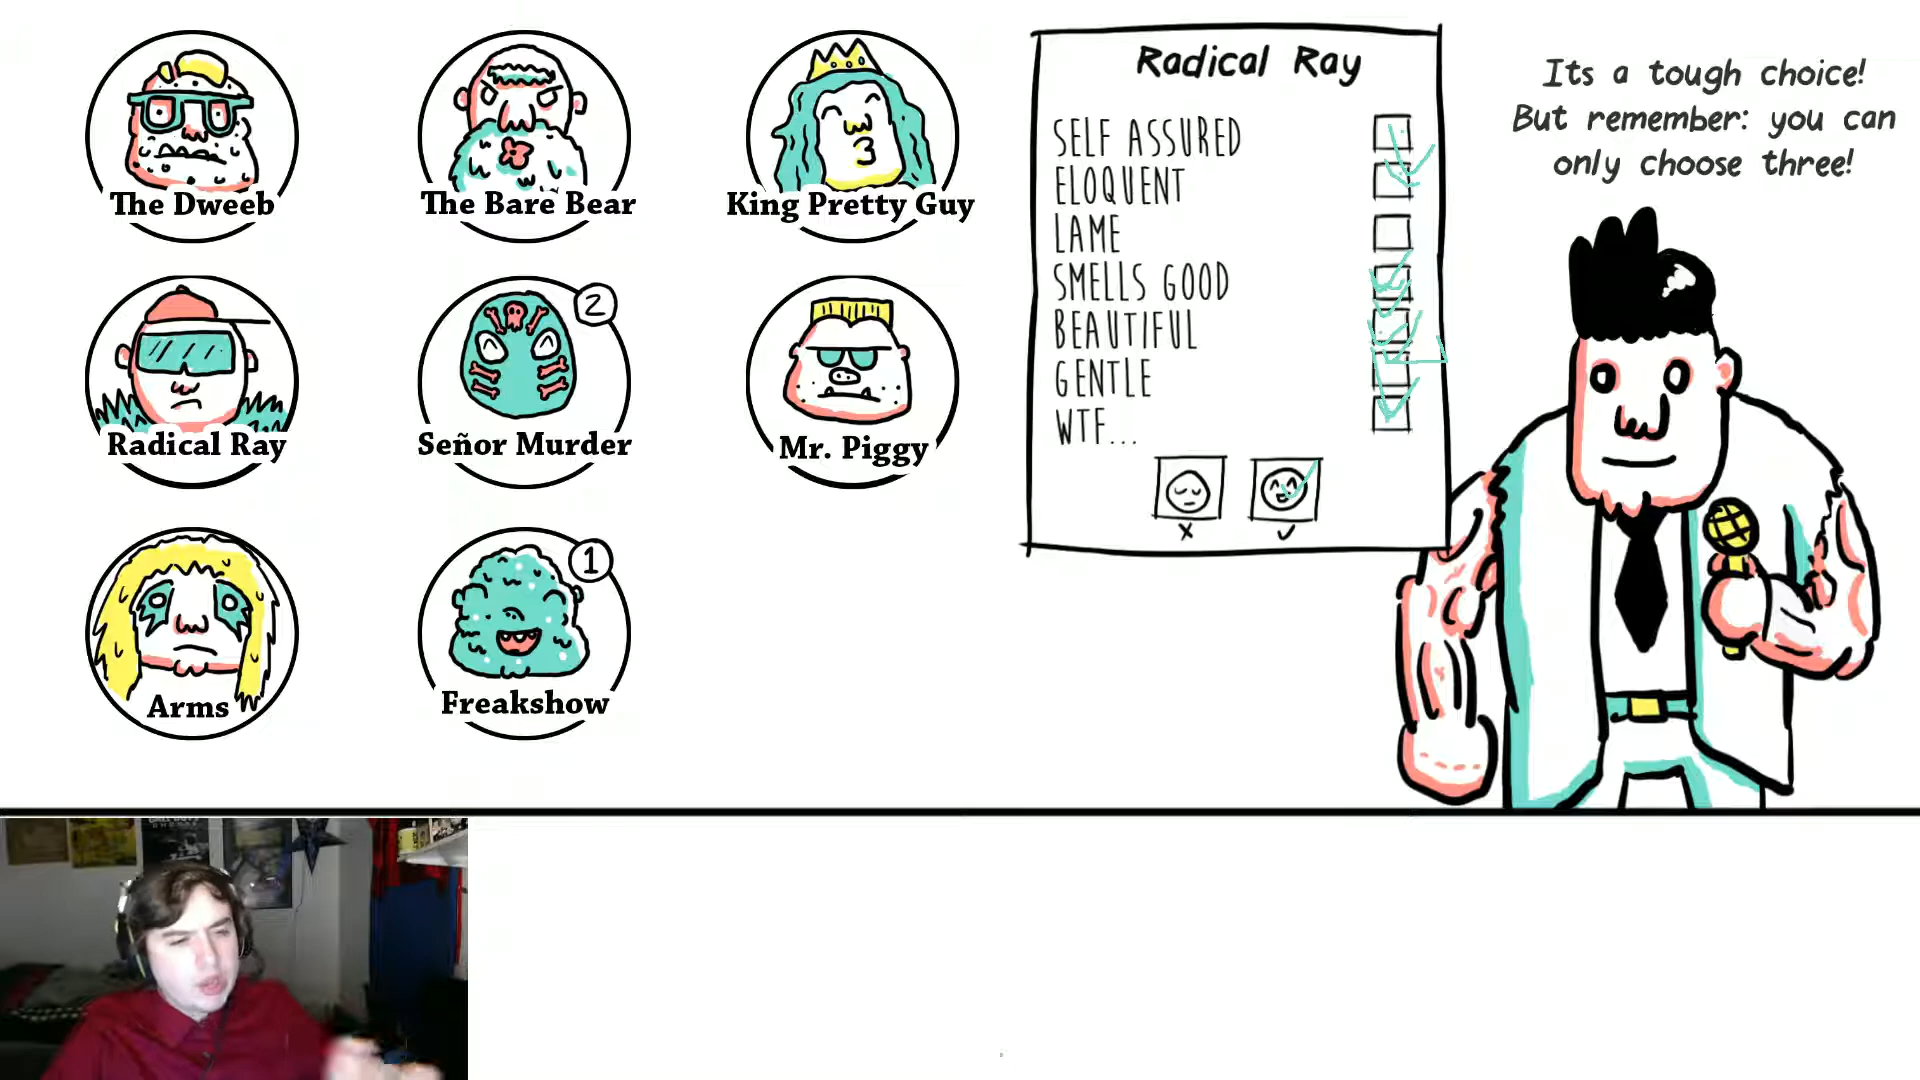 The Dweeb
The Bare Bear
King Pretty Guy
Radical Ray
2
Señor Murder
Mr. Piggy
Arms
1
Freakshow
Radical Ray
SELF ASSURED
ELOQUENT
LAME
SMELLS GOOD
BEAUTIFUL
GENTLE
WTF...
Its a tough choice!
But remember: you can
only choose three!